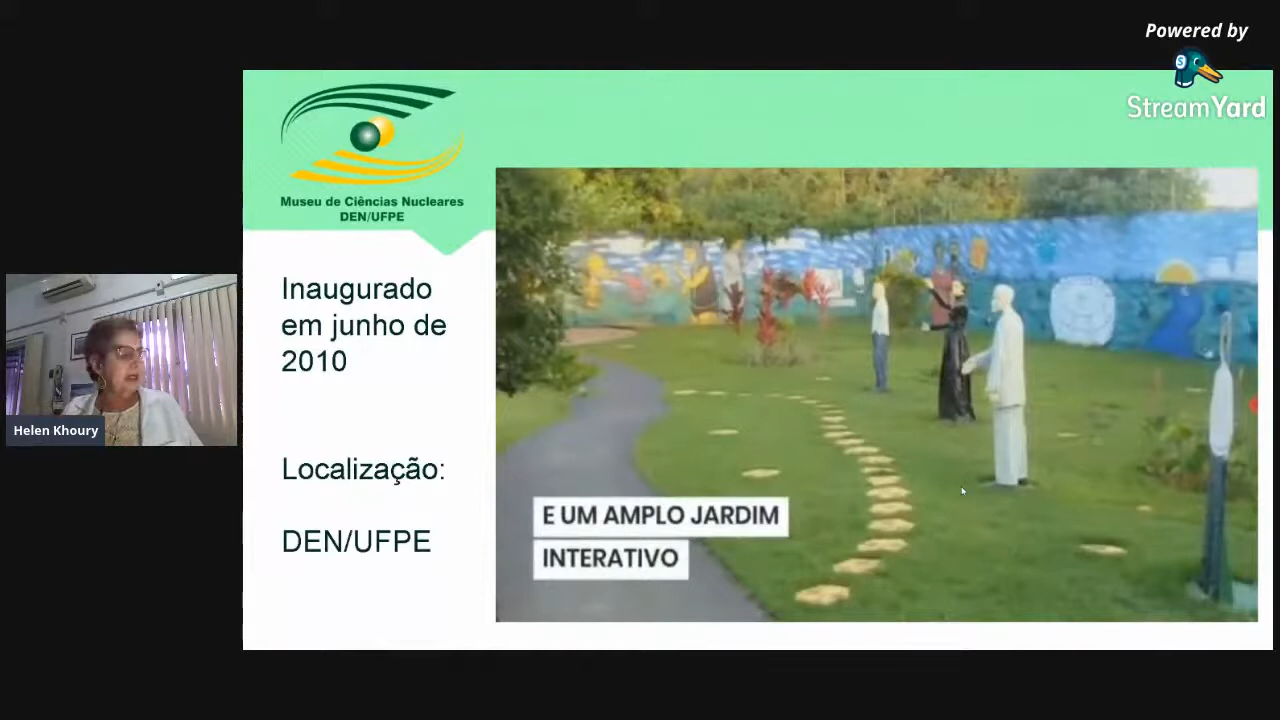 Powered by
StreamYard
Museu de Ciências Nucleares
DEN/UFPE
Inaugurado
em junho de
2010
Localização:
DEN/UFPE
E UM AMPLO JARDIM
INTERATIVO
Helen Khoury